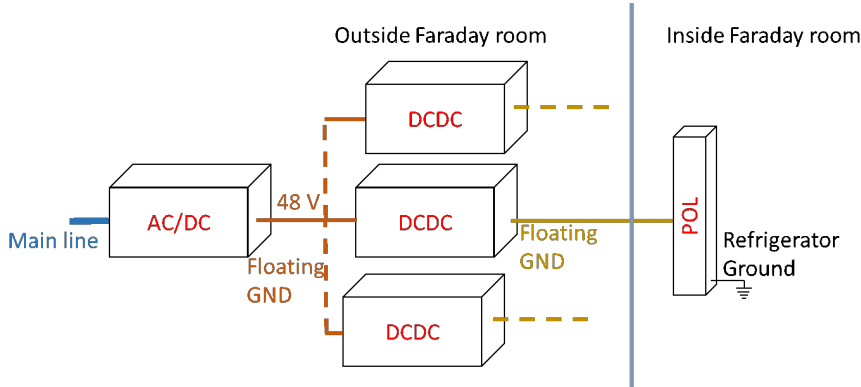 Outside Faraday room
Inside Faraday room
DCDC
48 V
AC/DC
DCDC
POL
Main line
Floating
GND
Floating
GND
Refrigerator
Ground
DCDC